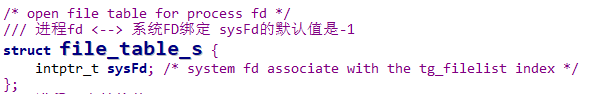 /* open file table for process fd */
/// 进程fd <--> 系统FD绑定 sysFd的默认值是-1
struct file_table_s {
    intptr_t sysFd; /* system fd associate with the tg_filelist index */
};